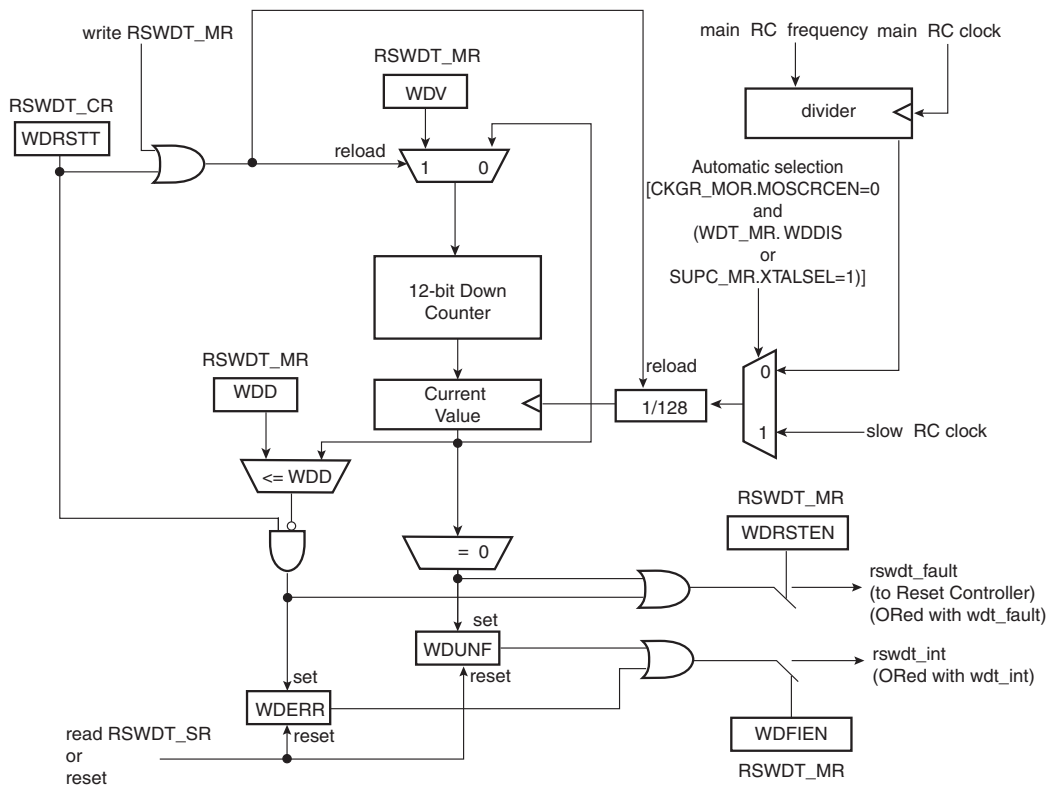 write RSWDT_MR
main RC frequency
main RC clock
RSWDT_MR
WDV
divider
RSWDT_CR
WDRSTT
reload
1 0
Automatic selection
[CKGR_MOR.MOSCRCEN=0
and
(WDT_MR. WDDIS
or
SUPC_MR.XTALSEL=1)]
12-bit Down
Counter
RSWDT_MR
WDD
Current
Value
reload
1/128
0
1
slow RC clock
<= WDD
= 0
RSWDT_MR
WDRSTEN
rswdt_fault
(to Reset Controller)
(ORed with wdt_fault)
set
WDUNF
reset
rswdt_int
(ORed with wdt_int)
set
WDERR
reset
WDFIEN
RSWDT_MR
read RSWDT_SR
or
reset